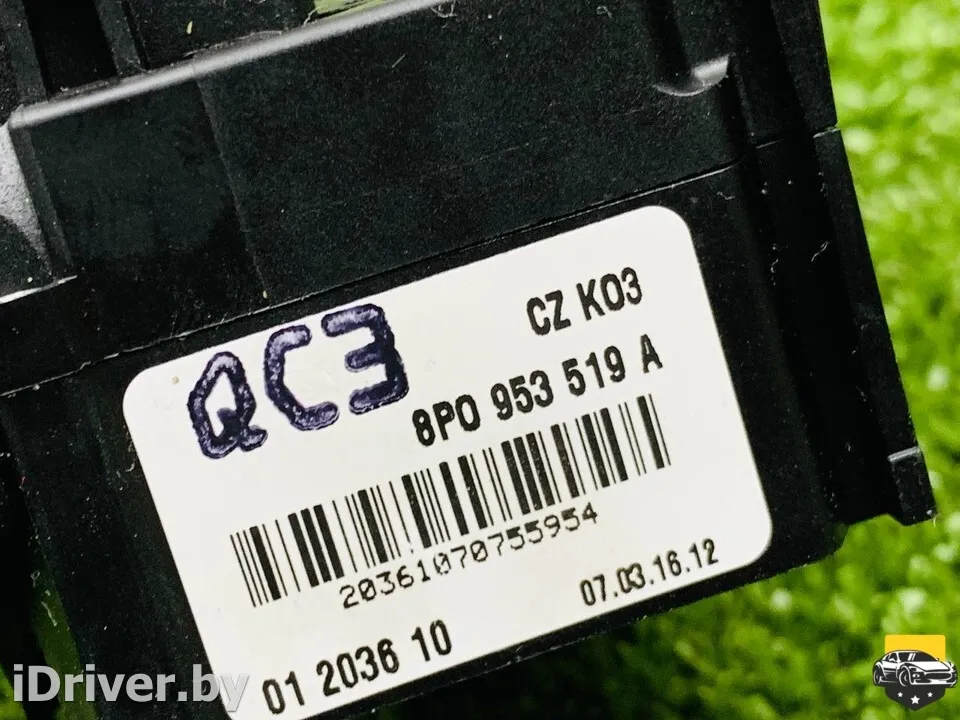 CZ K03
QC3
8P0 953 519 A
20361070755954
07.03.16.12
01 2036 10
iDriver.by